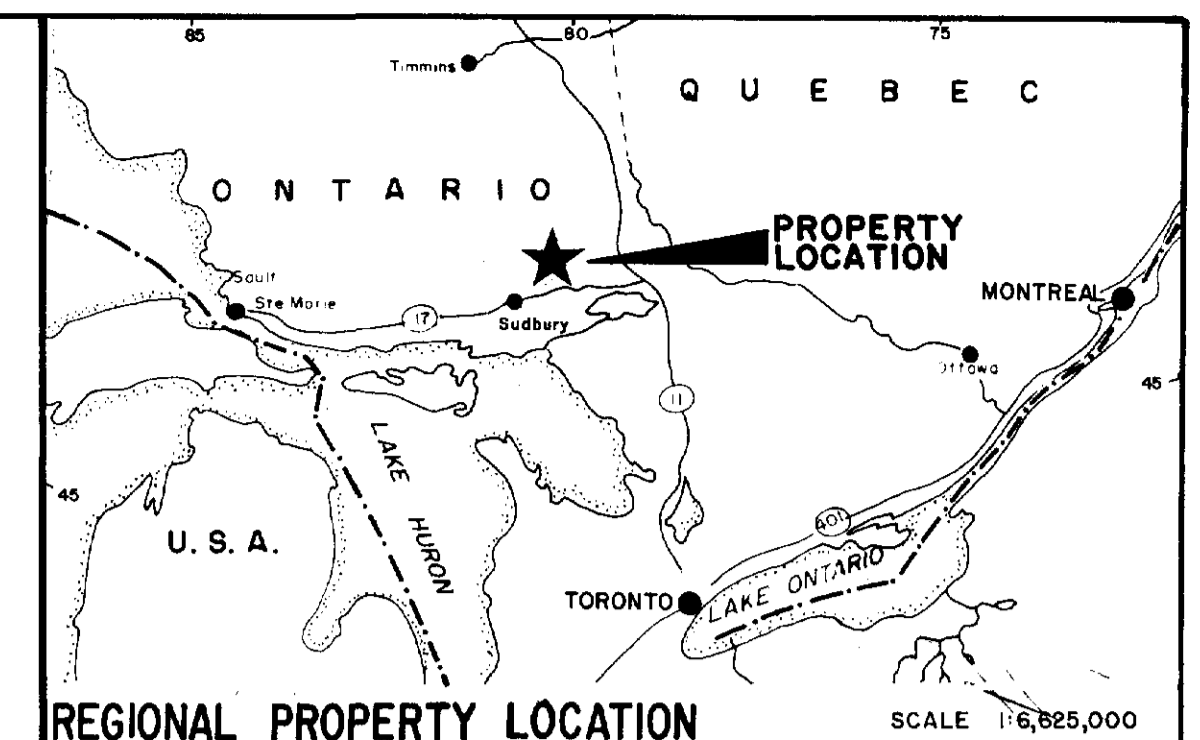 85
80
75
Timmins
QUEBEC
ONTARIO
PROPERTY
LOCATION
Sault
Ste Marie
MONTREAL
17
Sudbury
Ottawa
11
45
LAKE
HURON
45
U.S.A.
401
TORONTO
LAKE ONTARIO
REGIONAL PROPERTY LOCATION
SCALE 1:6,625,000